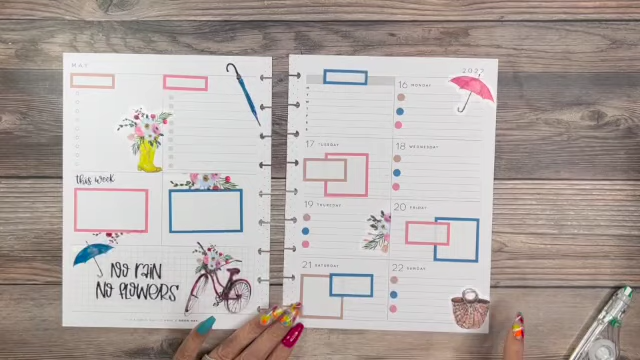 MAY
this week
NO RAIN
NO FLOWERS
2022
16 MONDAY
17 TUESDAY
18 WEDNESDAY
19 THURSDAY
20 FRIDAY
21 SATURDAY
22 SUNDAY